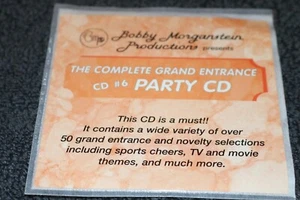 Bobby Morganstein
Productions presents
THE COMPLETE GRAND ENTRANCE
CD #6 PARTY CD
This CD is a must!!
It contains a wide variety of over
50 grand entrance and novelty selections
including sports cheers, TV and movie
themes, and much more.